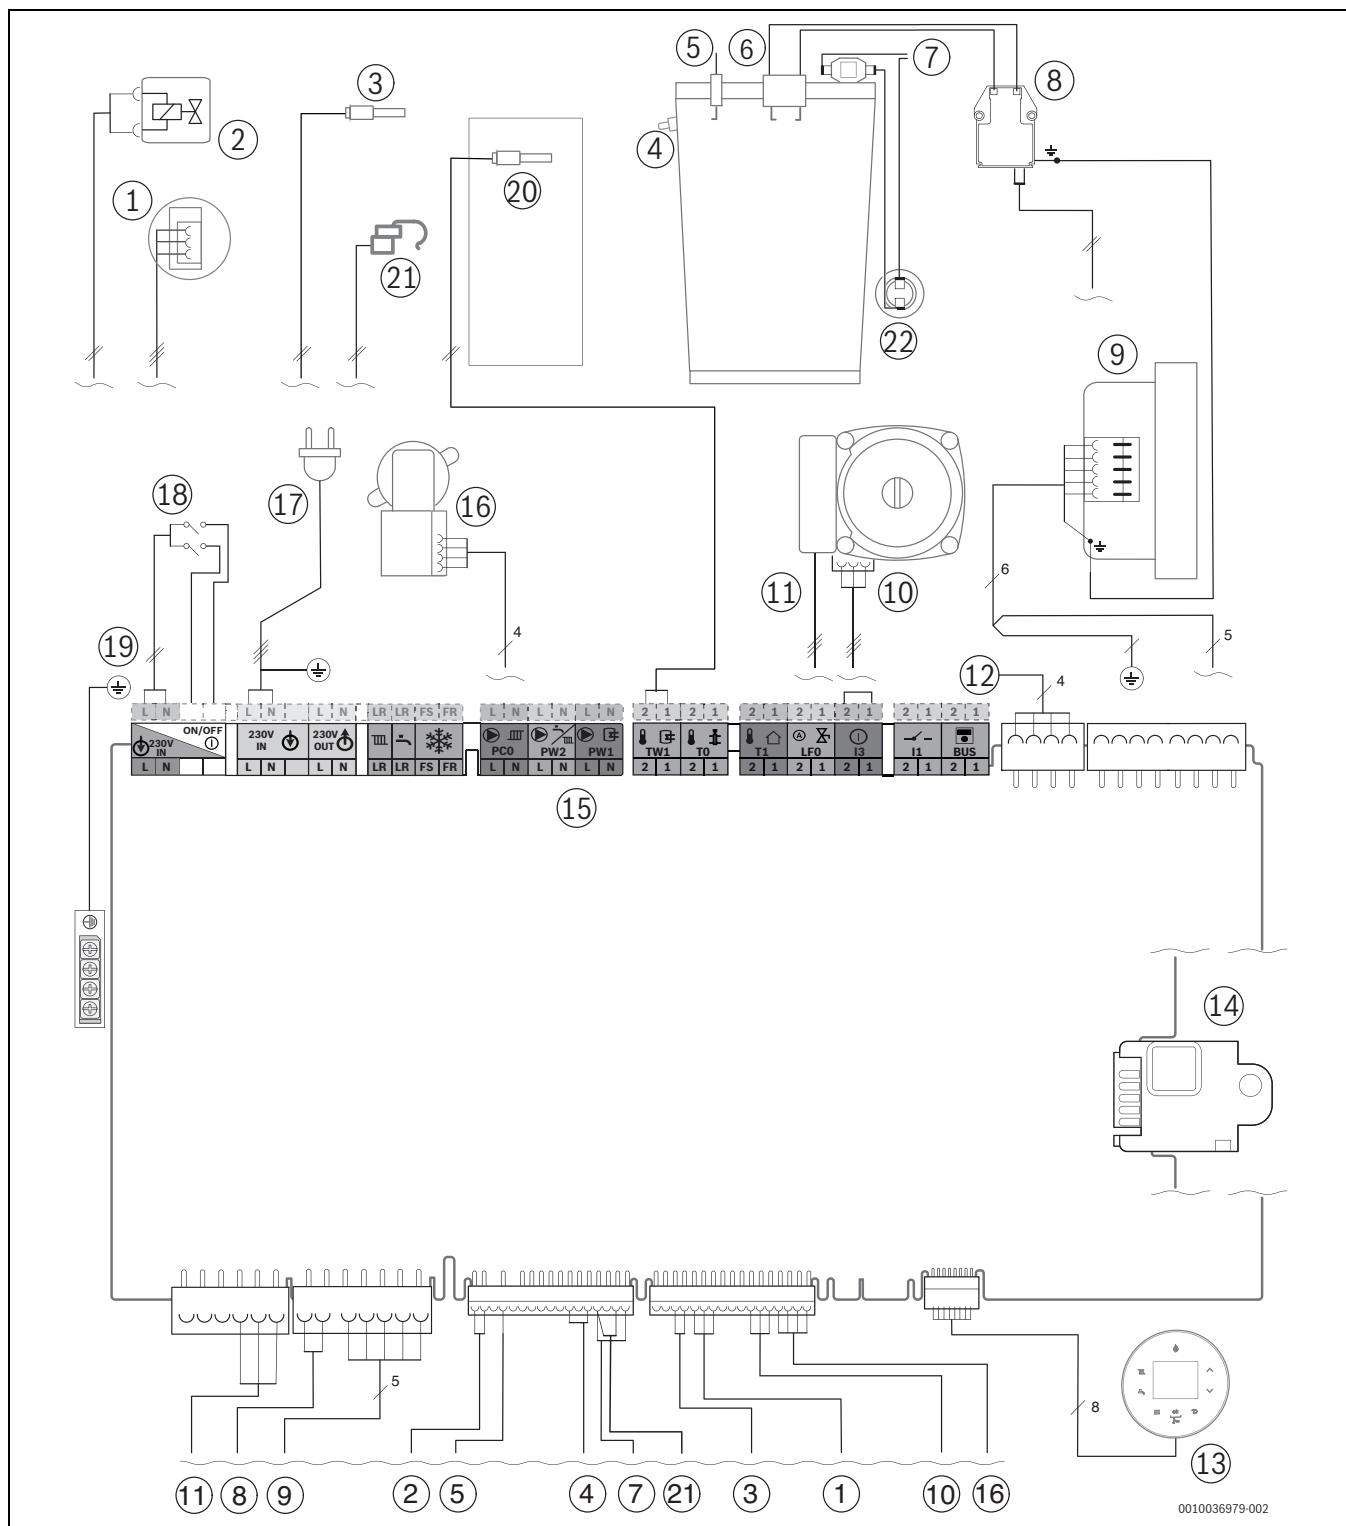 5
6
7
3
8
2
4
20
1
21
22
9
18
17
16
11
10
6
5
4
19
12
4
L N
L N
L N
LR LR FS FR
L N L N L N
2 1 2 1
2 1 2 1 2 1
2 1 2 1
230V IN
ON/OFF
230V IN
230V OUT
PC0
PW2
PW1
TW1
T0
T1
LF0
I3
I1
BUS
L N
L N
L N
LR LR FS FR
L N L N L N
2 1 2 1
2 1 2 1 2 1
2 1 2 1
15
14
5
8
ok
13
11 8 9 2 5 4 7 21 3 1 10 16
0010036979-002